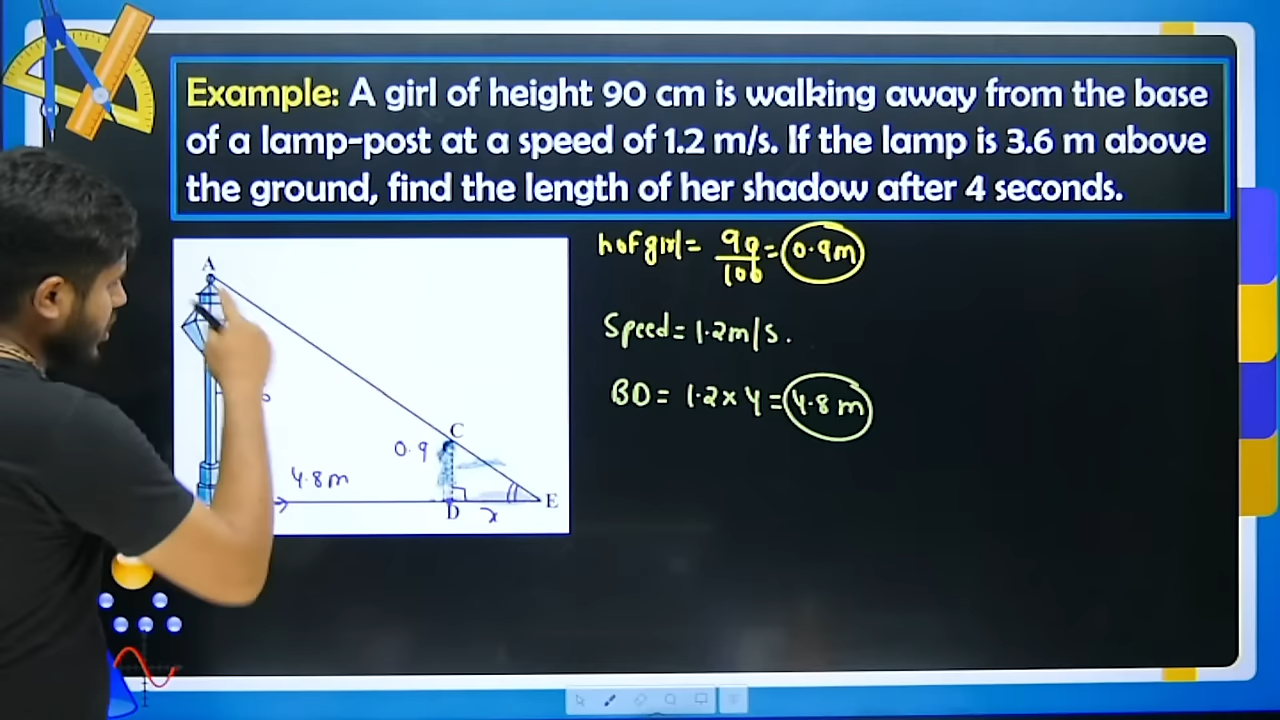 Example: A girl of height 90 cm is walking away from the base
of a lamp-post at a speed of 1.2 m/s. If the lamp is 3.6 m above
the ground, find the length of her shadow after 4 seconds.
h of girl = 90/100 = 0.9m
Speed = 1.2m/s.
BD = 1.2 x 4 = 4.8 m
A
C
0.9
4.8m
D
E
x